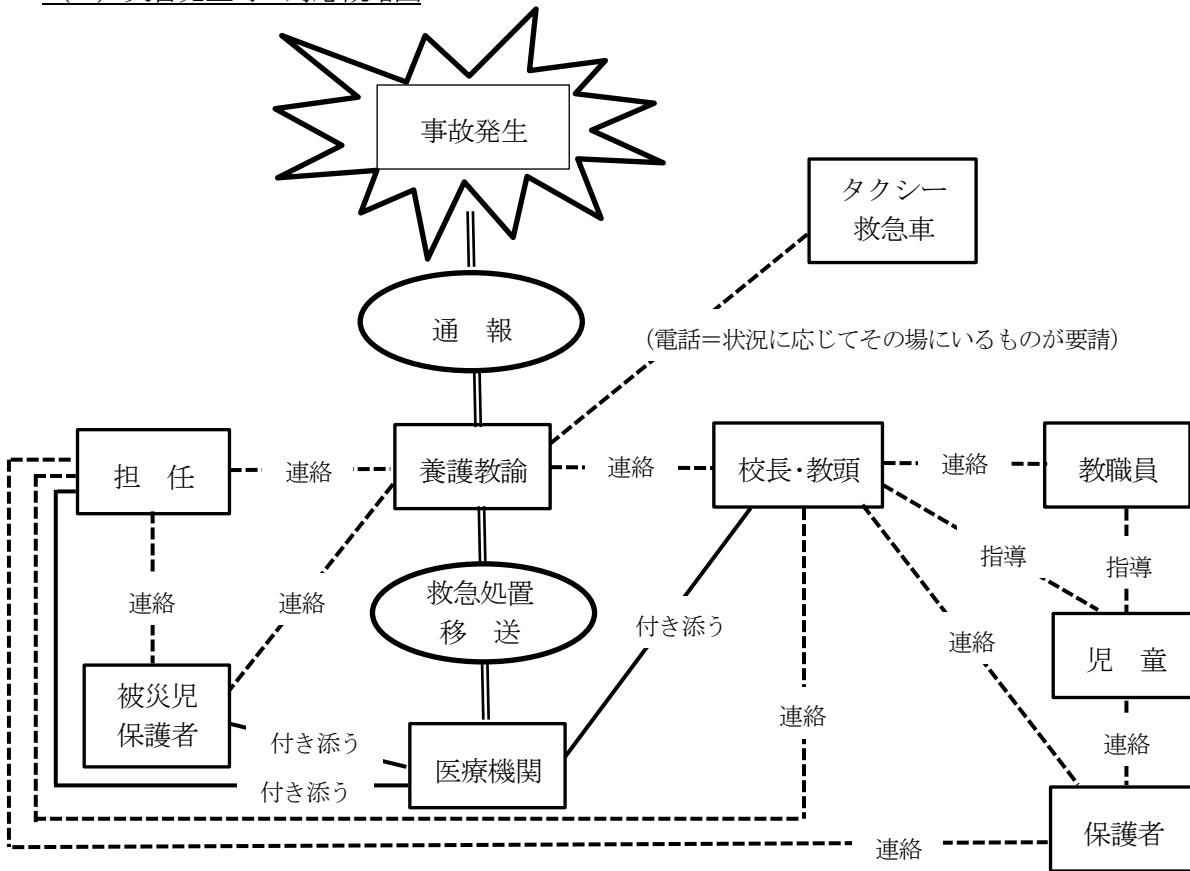 事故発生
タクシー
救急車
通 報
(電話=状況に応じてその場にいるものが要請)
担 任
連絡
養護教諭
連絡
校長・教頭
連絡
教職員
指導
指導
連絡
連絡
救急処置
移 送
付き添う
連絡
児 童
被災児
保護者
連絡
連絡
付き添う
医療機関
付き添う
保護者
連絡